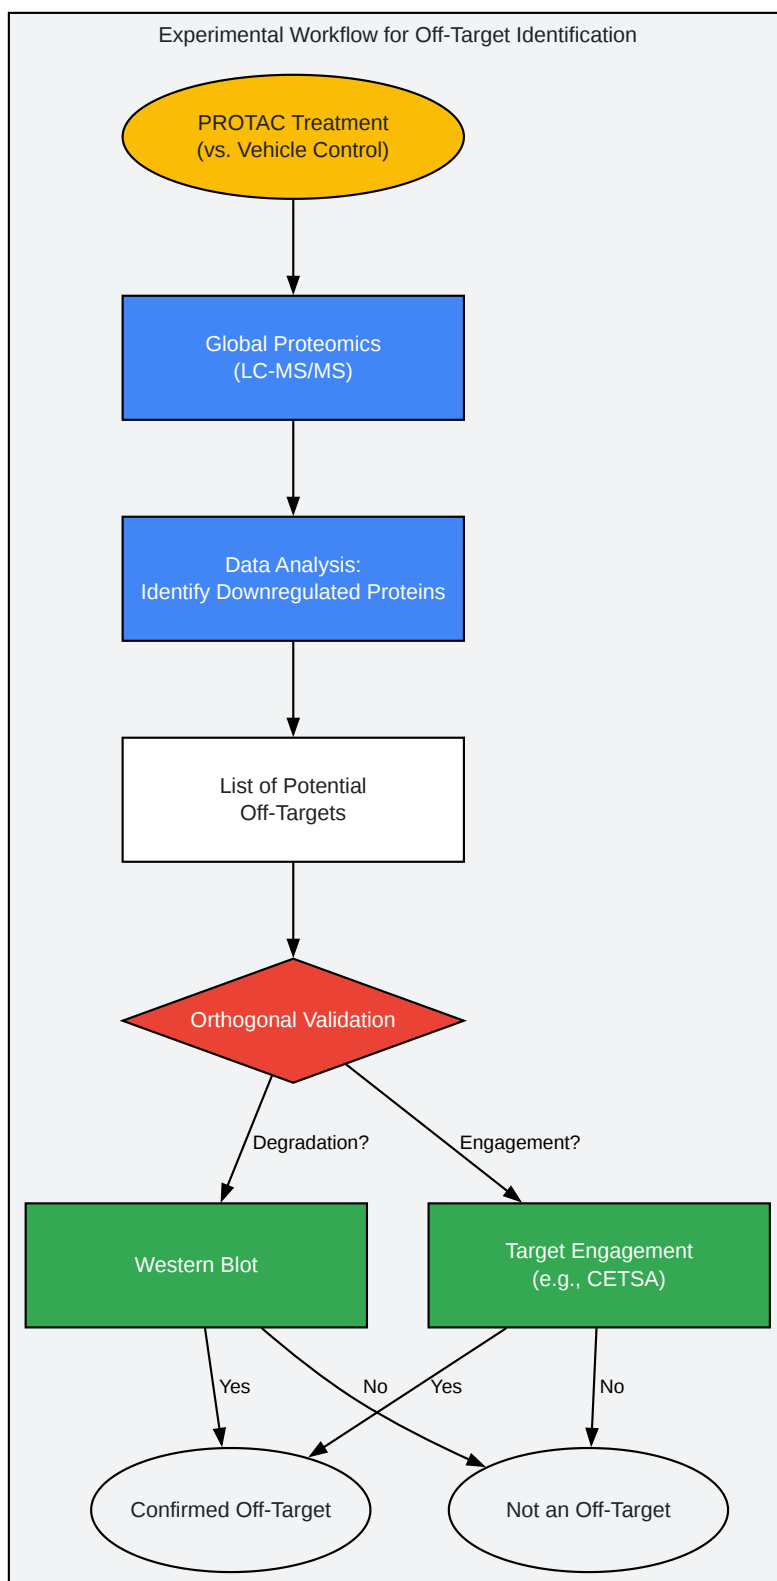 Experimental Workflow for Off-Target Identification
PROTAC Treatment
(vs. Vehicle Control)
Global Proteomics
(LC-MS/MS)
Data Analysis:
Identify Downregulated Proteins
List of Potential
Off-Targets
Orthogonal Validation
Degradation?
Engagement?
Western Blot
Target Engagement
(e.g., CETSA)
Yes
No
Yes
No
Confirmed Off-Target
Not an Off-Target